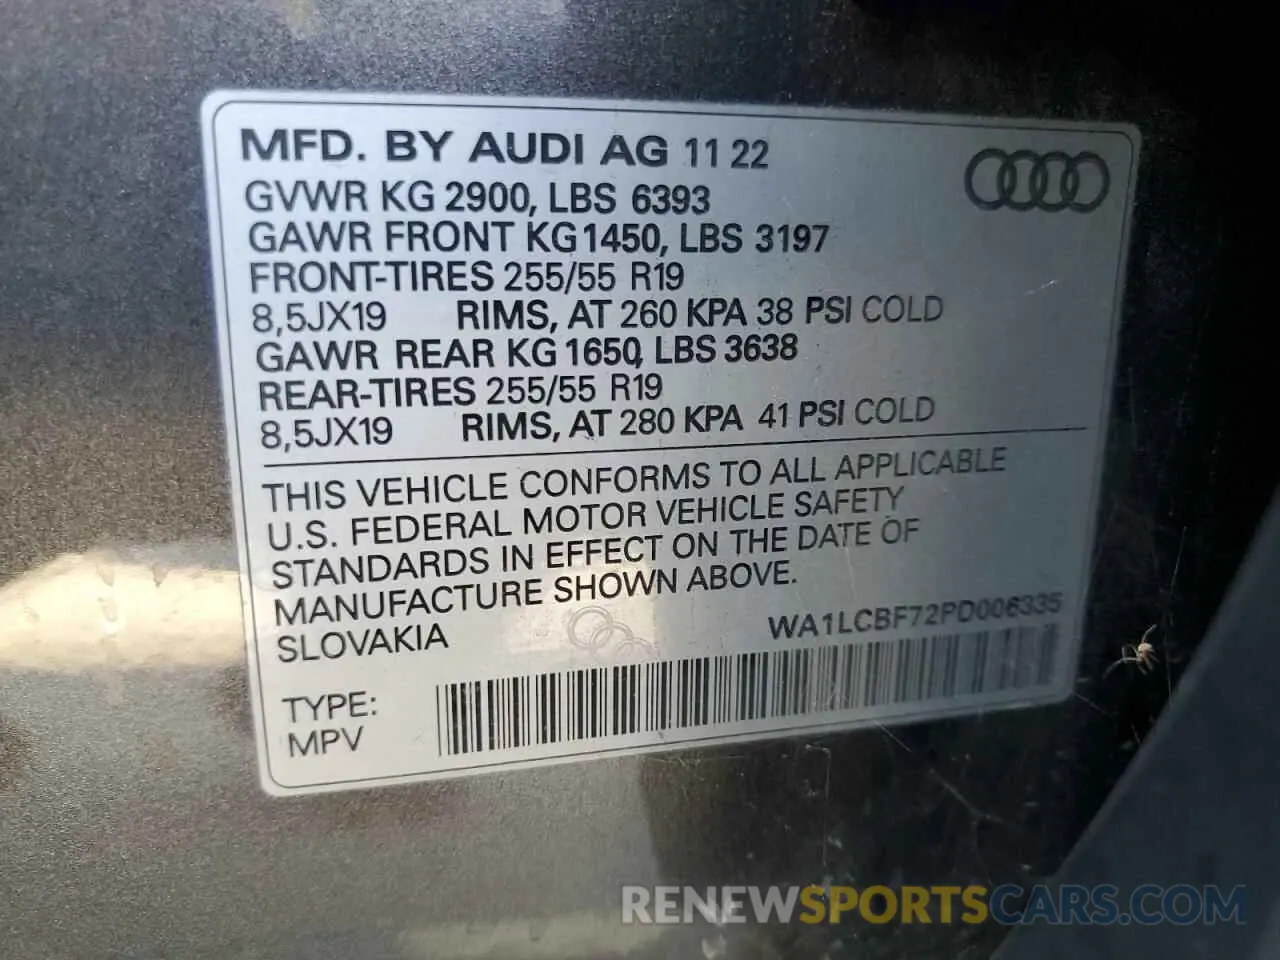 MFD. BY AUDI AG 11 22
GVWR KG 2900, LBS 6393
GAWR FRONT KG 1450, LBS 3197
FRONT-TIRES 255/55 R19
8,5JX19 RIMS, AT 260 KPA 38 PSI COLD
GAWR REAR KG 1650, LBS 3638
REAR-TIRES 255/55 R19
8,5JX19 RIMS, AT 280 KPA 41 PSI COLD
THIS VEHICLE CONFORMS TO ALL APPLICABLE
U.S. FEDERAL MOTOR VEHICLE SAFETY
STANDARDS IN EFFECT ON THE DATE OF
MANUFACTURE SHOWN ABOVE.
SLOVAKIA
WA1LCBF72PD006335
TYPE:
MPV
RENEWSPORTSCARS.COM